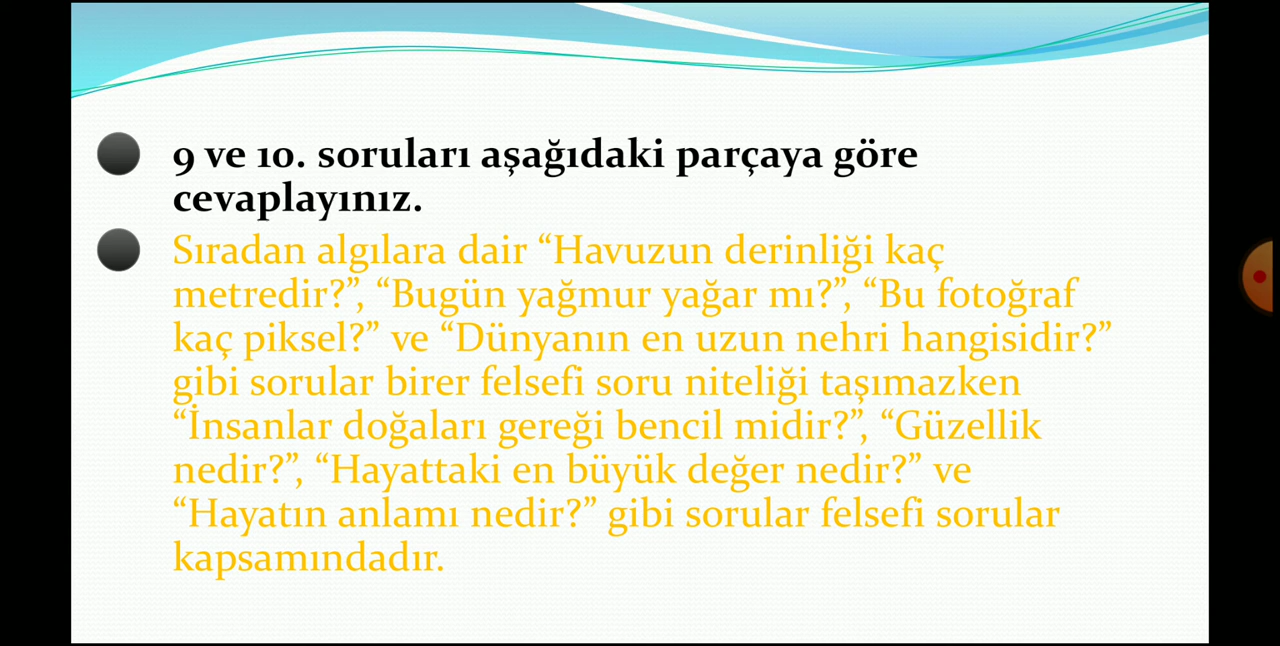 9 ve 10. soruları aşağıdaki parçaya göre
cevaplayınız.
Sıradan algılara dair “Havuzun derinliği kaç
metredir?”, “Bugün yağmur yağar mı?”, “Bu fotoğraf
kaç piksel?” ve “Dünyanın en uzun nehri hangisidir?”
gibi sorular birer felsefi soru niteliği taşımazken
“İnsanlar doğaları gereği bencil midir?”, “Güzellik
nedir?”, “Hayattaki en büyük değer nedir?” ve
“Hayatın anlamı nedir?” gibi sorular felsefi sorular
kapsamındadır.